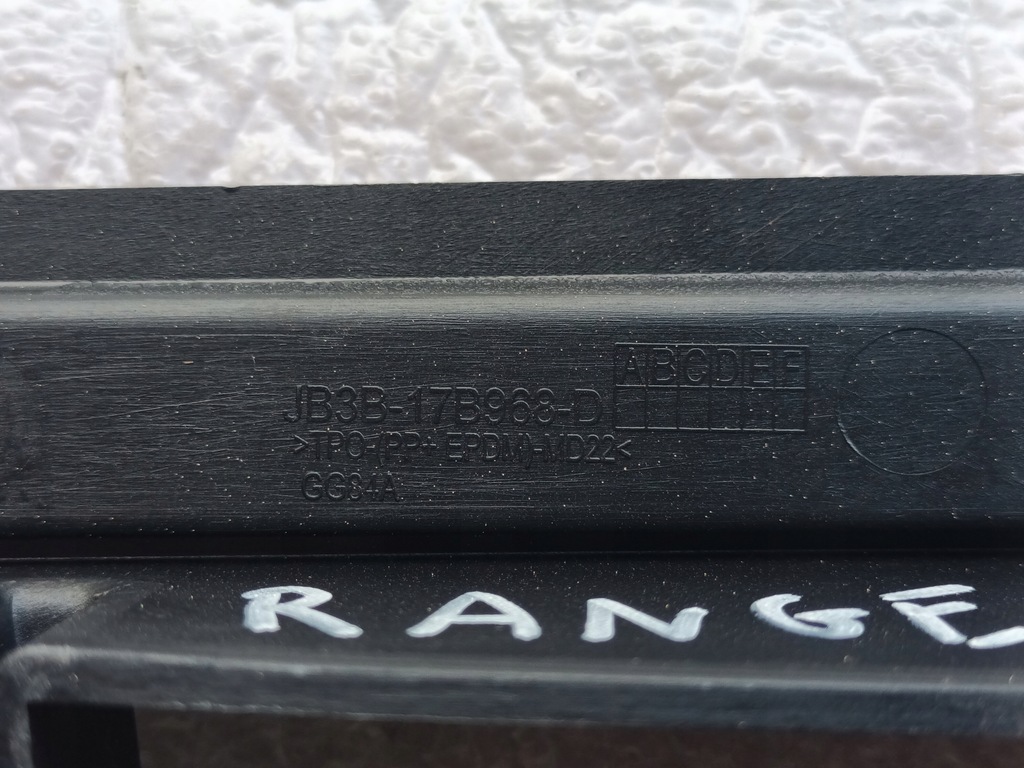 ABCDEF
JB3B-17B968-D
>TPO-(PP+EPDM)-MD22<
GG84A
RANGE